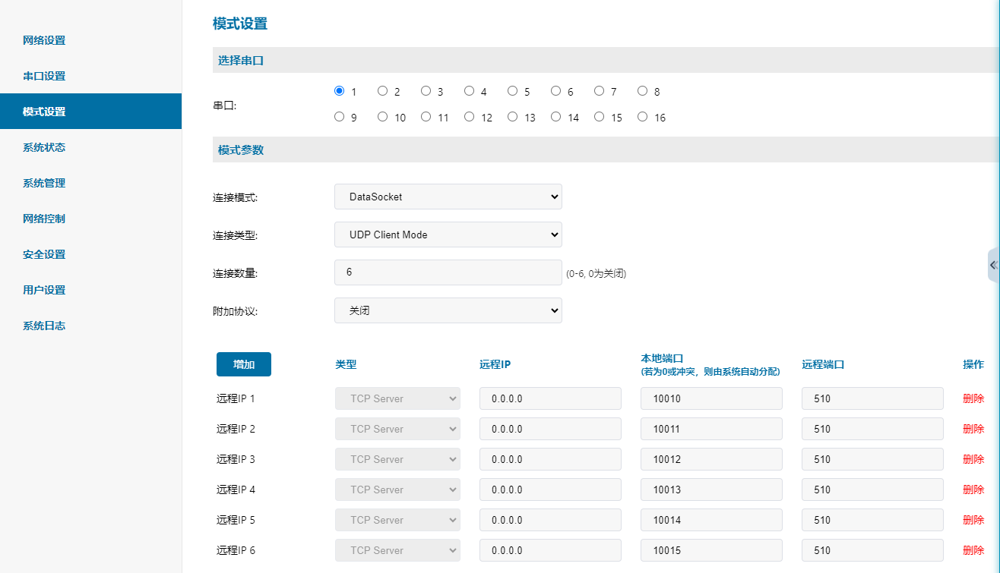 模式设置
网络设置
串口设置
模式设置
系统状态
系统管理
网络控制
安全设置
用户设置
系统日志
选择串口
串口:
1 2 3 4 5 6 7 8
9 10 11 12 13 14 15 16
模式参数
连接模式: DataSocket
连接类型: UDP Client Mode
连接数量: 6 (0-6, 0为关闭)
附加协议: 关闭
增加 类型 远程IP 本地端口 远程端口 操作
(若为0或冲突，则由系统自动分配)
远程IP 1 TCP Server 0.0.0.0 10010 510 删除
远程IP 2 TCP Server 0.0.0.0 10011 510 删除
远程IP 3 TCP Server 0.0.0.0 10012 510 删除
远程IP 4 TCP Server 0.0.0.0 10013 510 删除
远程IP 5 TCP Server 0.0.0.0 10014 510 删除
远程IP 6 TCP Server 0.0.0.0 10015 510 删除